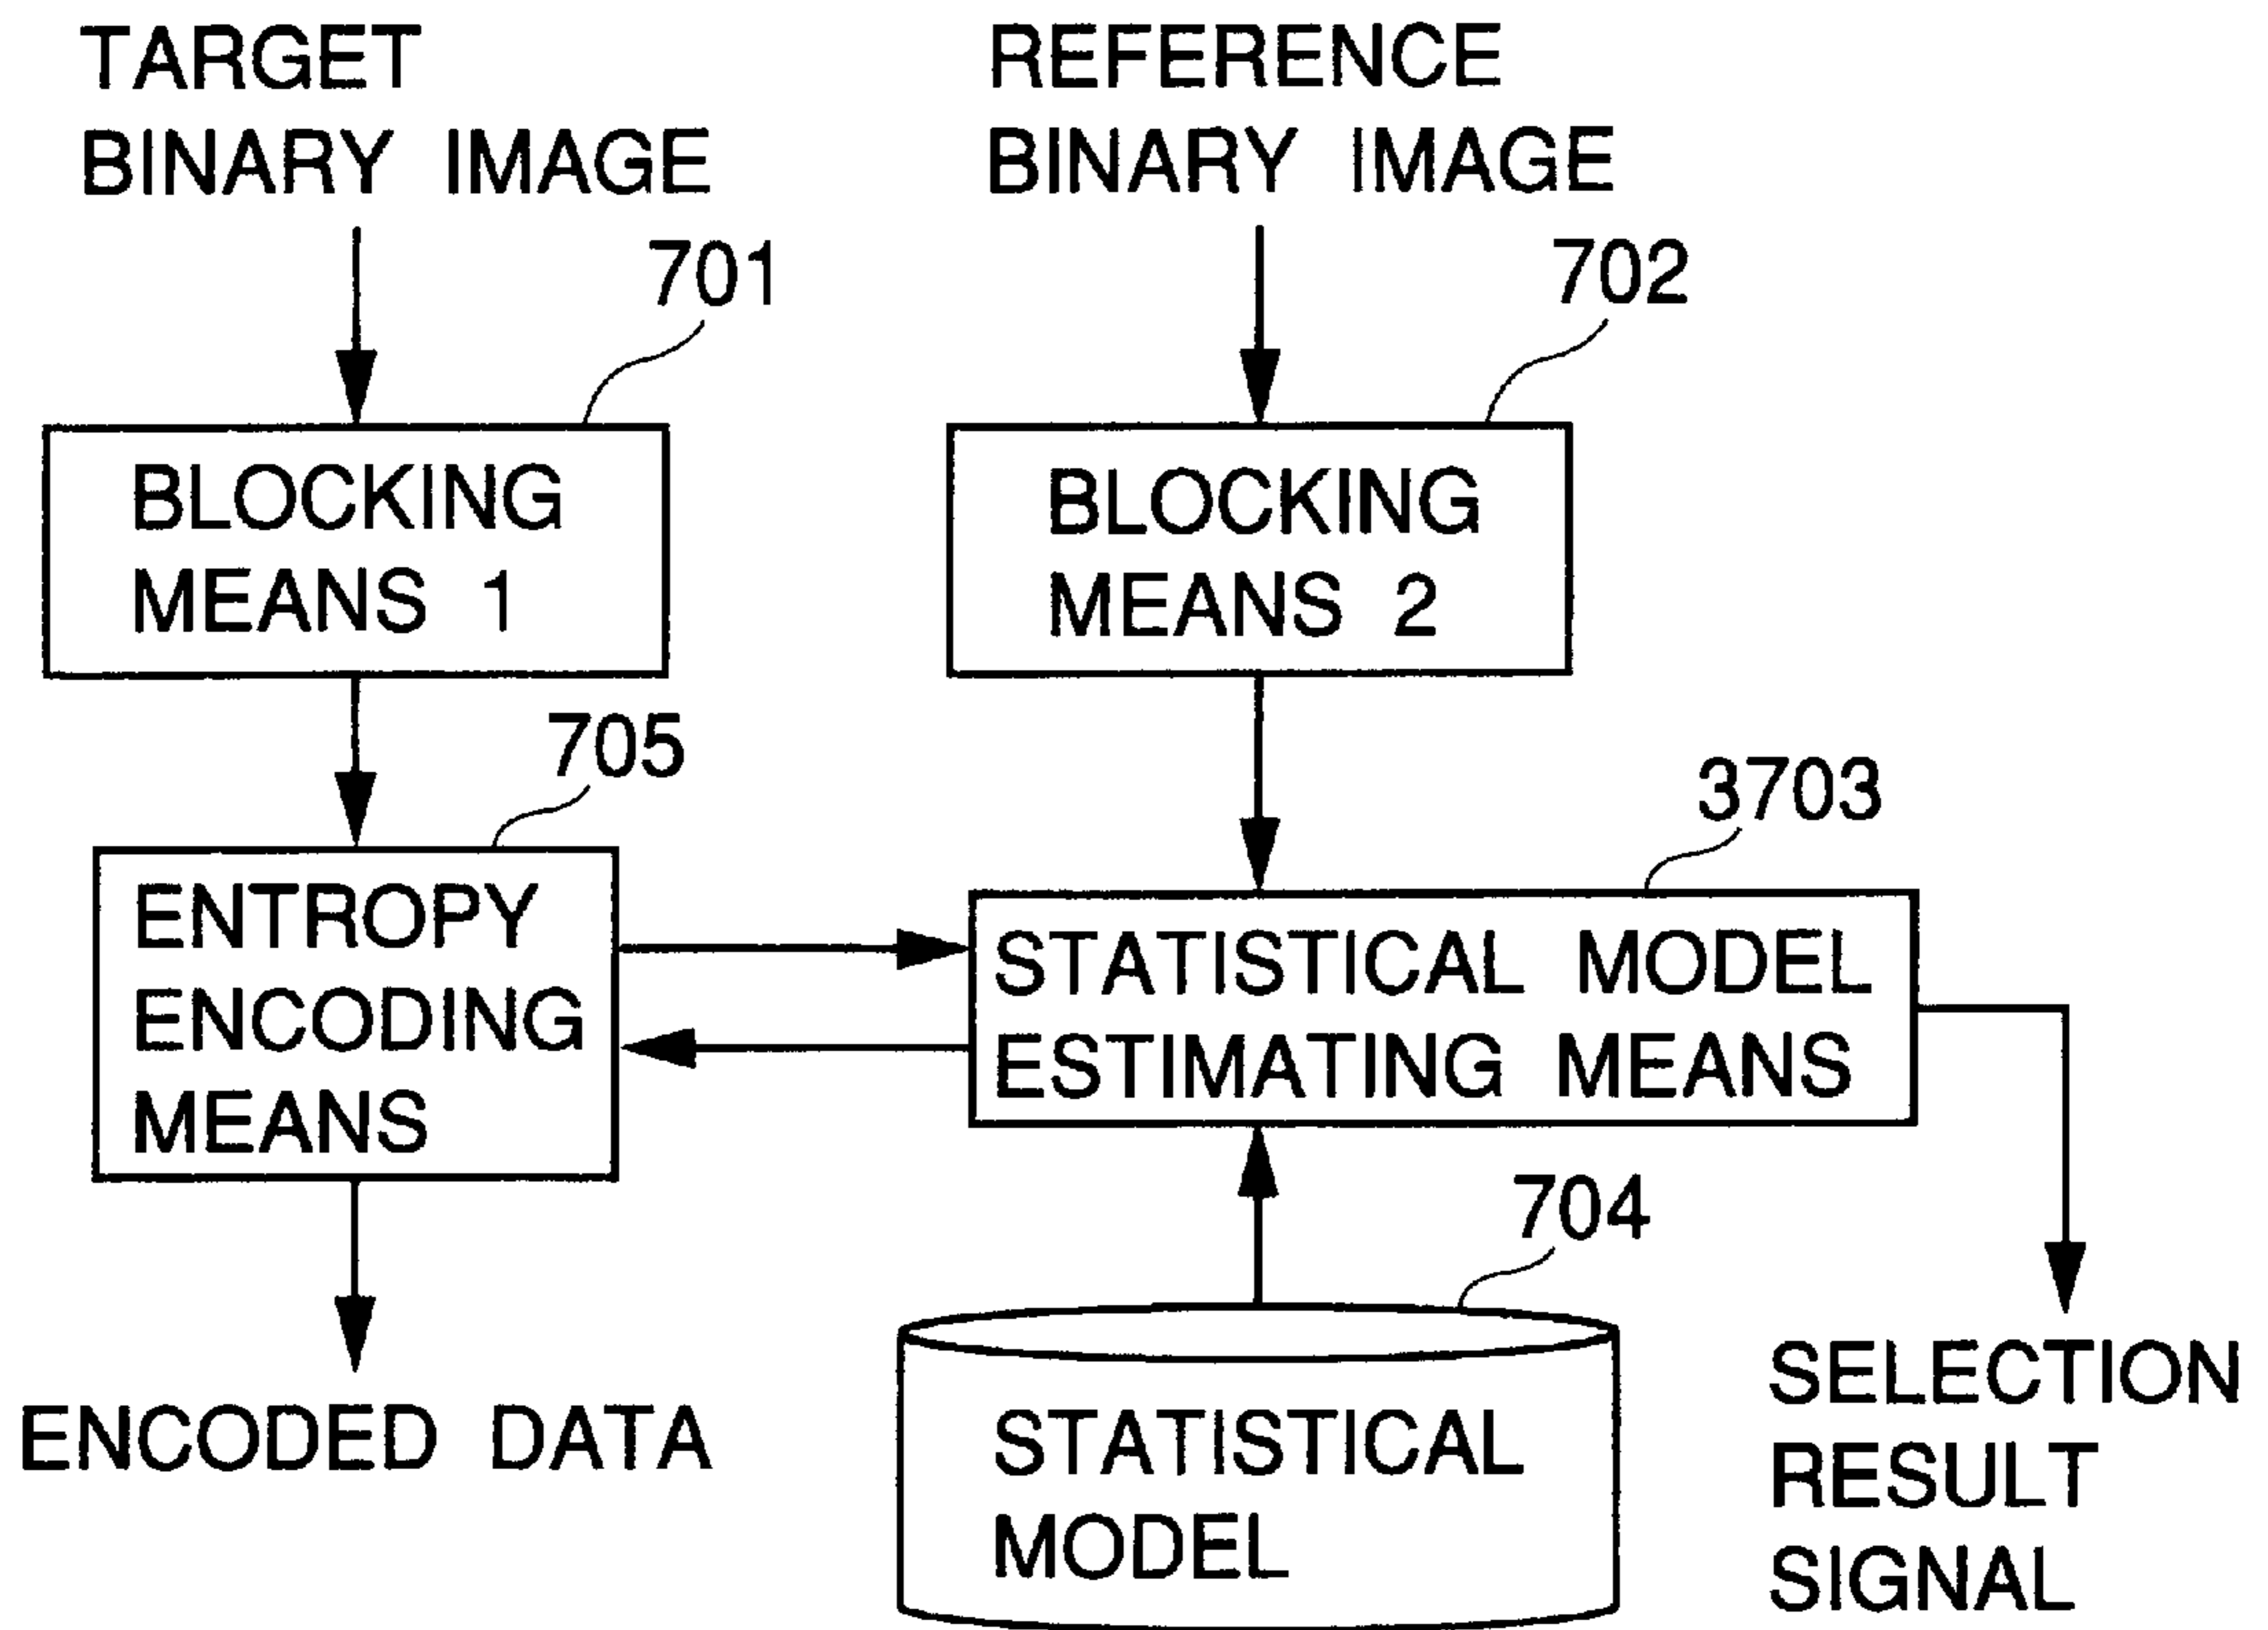 TARGET
BINARY IMAGE
REFERENCE
BINARY IMAGE
701
702
BLOCKING
MEANS 1
BLOCKING
MEANS 2
705
3703
ENTROPY
ENCODING
MEANS
STATISTICAL MODEL
ESTIMATING MEANS
704
ENCODED DATA
STATISTICAL
MODEL
SELECTION
RESULT
SIGNAL